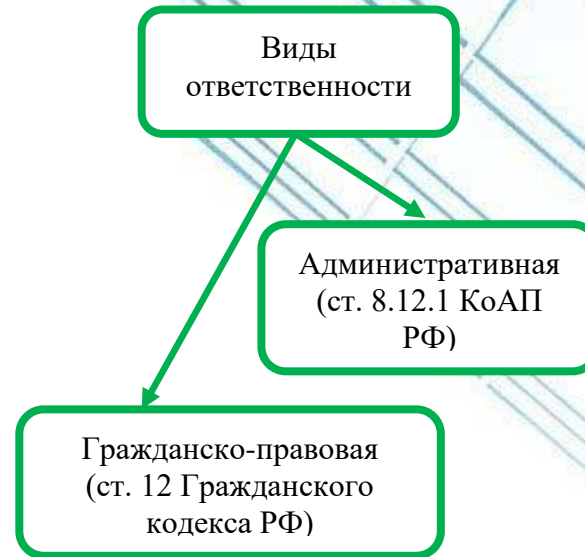 Виды
ответственности
Административная
(ст. 8.12.1 КоАП
РФ)
Гражданско-правовая
(ст. 12 Гражданского
кодекса РФ)